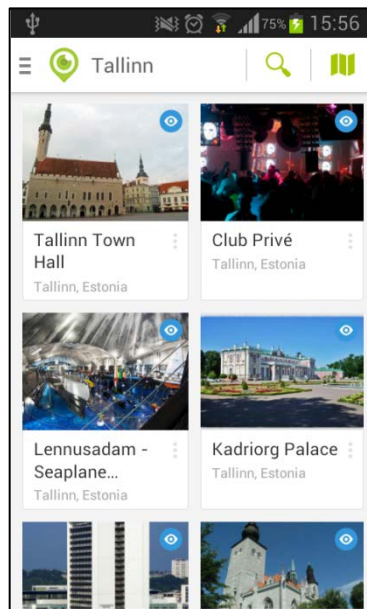 75% 15:56
Tallinn
Tallinn Town
Hall
Tallinn, Estonia
Club Privé
Tallinn, Estonia
Lennusadam -
Seaplane...
Tallinn, Estonia
Kadriorg Palace
Tallinn, Estonia